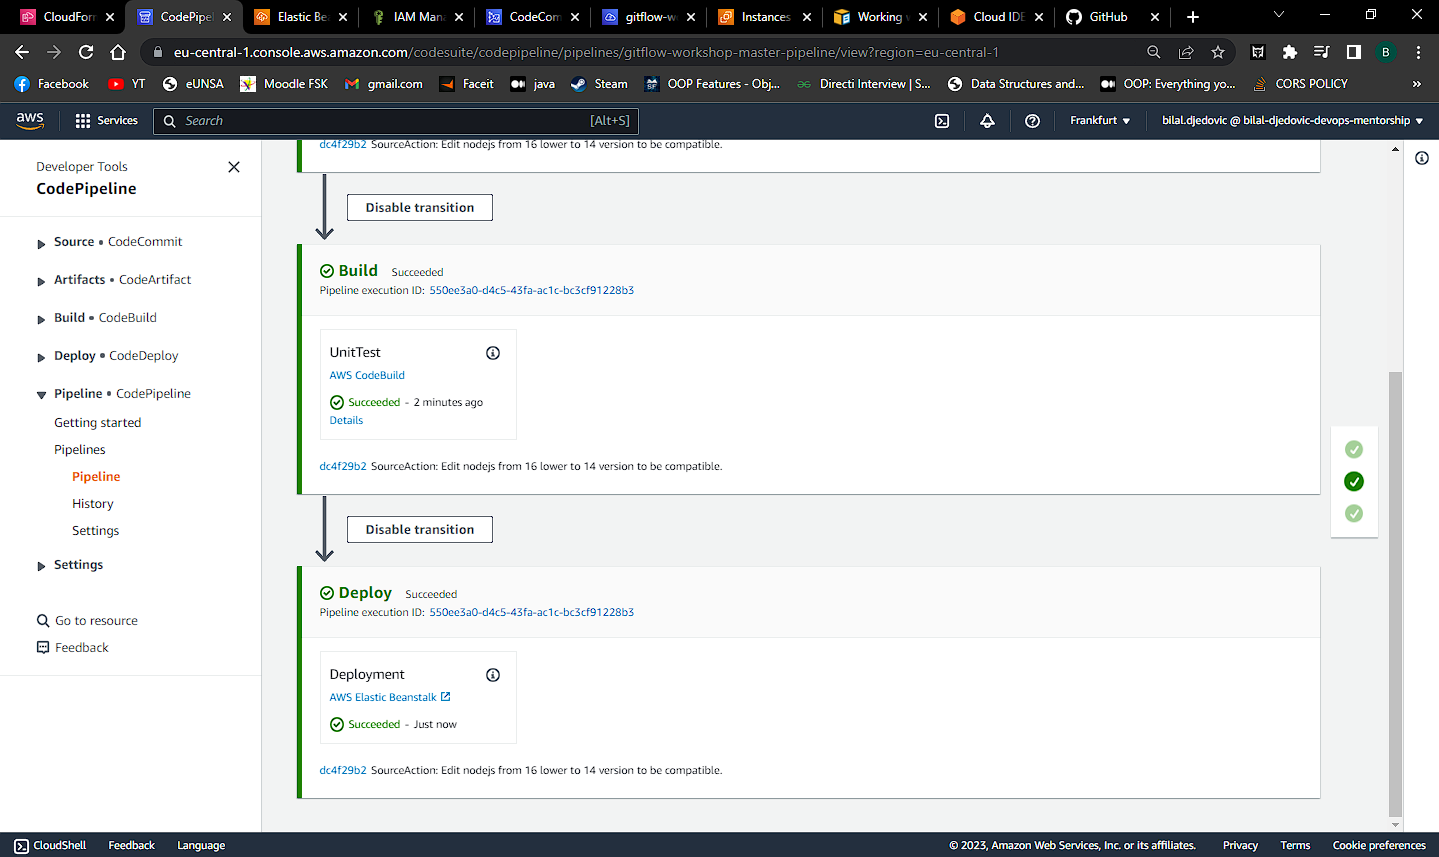 CloudForm
CodePipel
Elastic Be
IAM Mana
CodeCom
gitflow-wo
Instances
Working w
Cloud IDE
GitHub
eu-central-1.console.aws.amazon.com/codesuite/codepipeline/pipelines/gitflow-workshop-master-pipeline/view?region=eu-central-1
B
Facebook
YT
eUNSA
Moodle FSK
gmail.com
Faceit
java
Steam
OOP Features - Obj...
Directi Interview | S...
Data Structures and...
OOP: Everything yo...
CORS POLICY
»
aws
Services
Search
[Alt+S]
Frankfurt
bilal.djedovic @ bilal-djedovic-devops-mentorship
Developer Tools
CodePipeline
Source • CodeCommit
Artifacts • CodeArtifact
Build • CodeBuild
Deploy • CodeDeploy
Pipeline • CodePipeline
Getting started
Pipelines
Pipeline
History
Settings
Settings
Go to resource
Feedback
dc4f29b2 SourceAction: Edit nodejs from 16 lower to 14 version to be compatible.
Disable transition
Build Succeeded
Pipeline execution ID: 550ee3a0-d4c5-43fa-ac1c-bc3cf91228b3
UnitTest
AWS CodeBuild
Succeeded - 2 minutes ago
Details
dc4f29b2 SourceAction: Edit nodejs from 16 lower to 14 version to be compatible.
Disable transition
Deploy Succeeded
Pipeline execution ID: 550ee3a0-d4c5-43fa-ac1c-bc3cf91228b3
Deployment
AWS Elastic Beanstalk
Succeeded - Just now
dc4f29b2 SourceAction: Edit nodejs from 16 lower to 14 version to be compatible.
CloudShell
Feedback
Language
© 2023, Amazon Web Services, Inc. or its affiliates.
Privacy
Terms
Cookie preferences